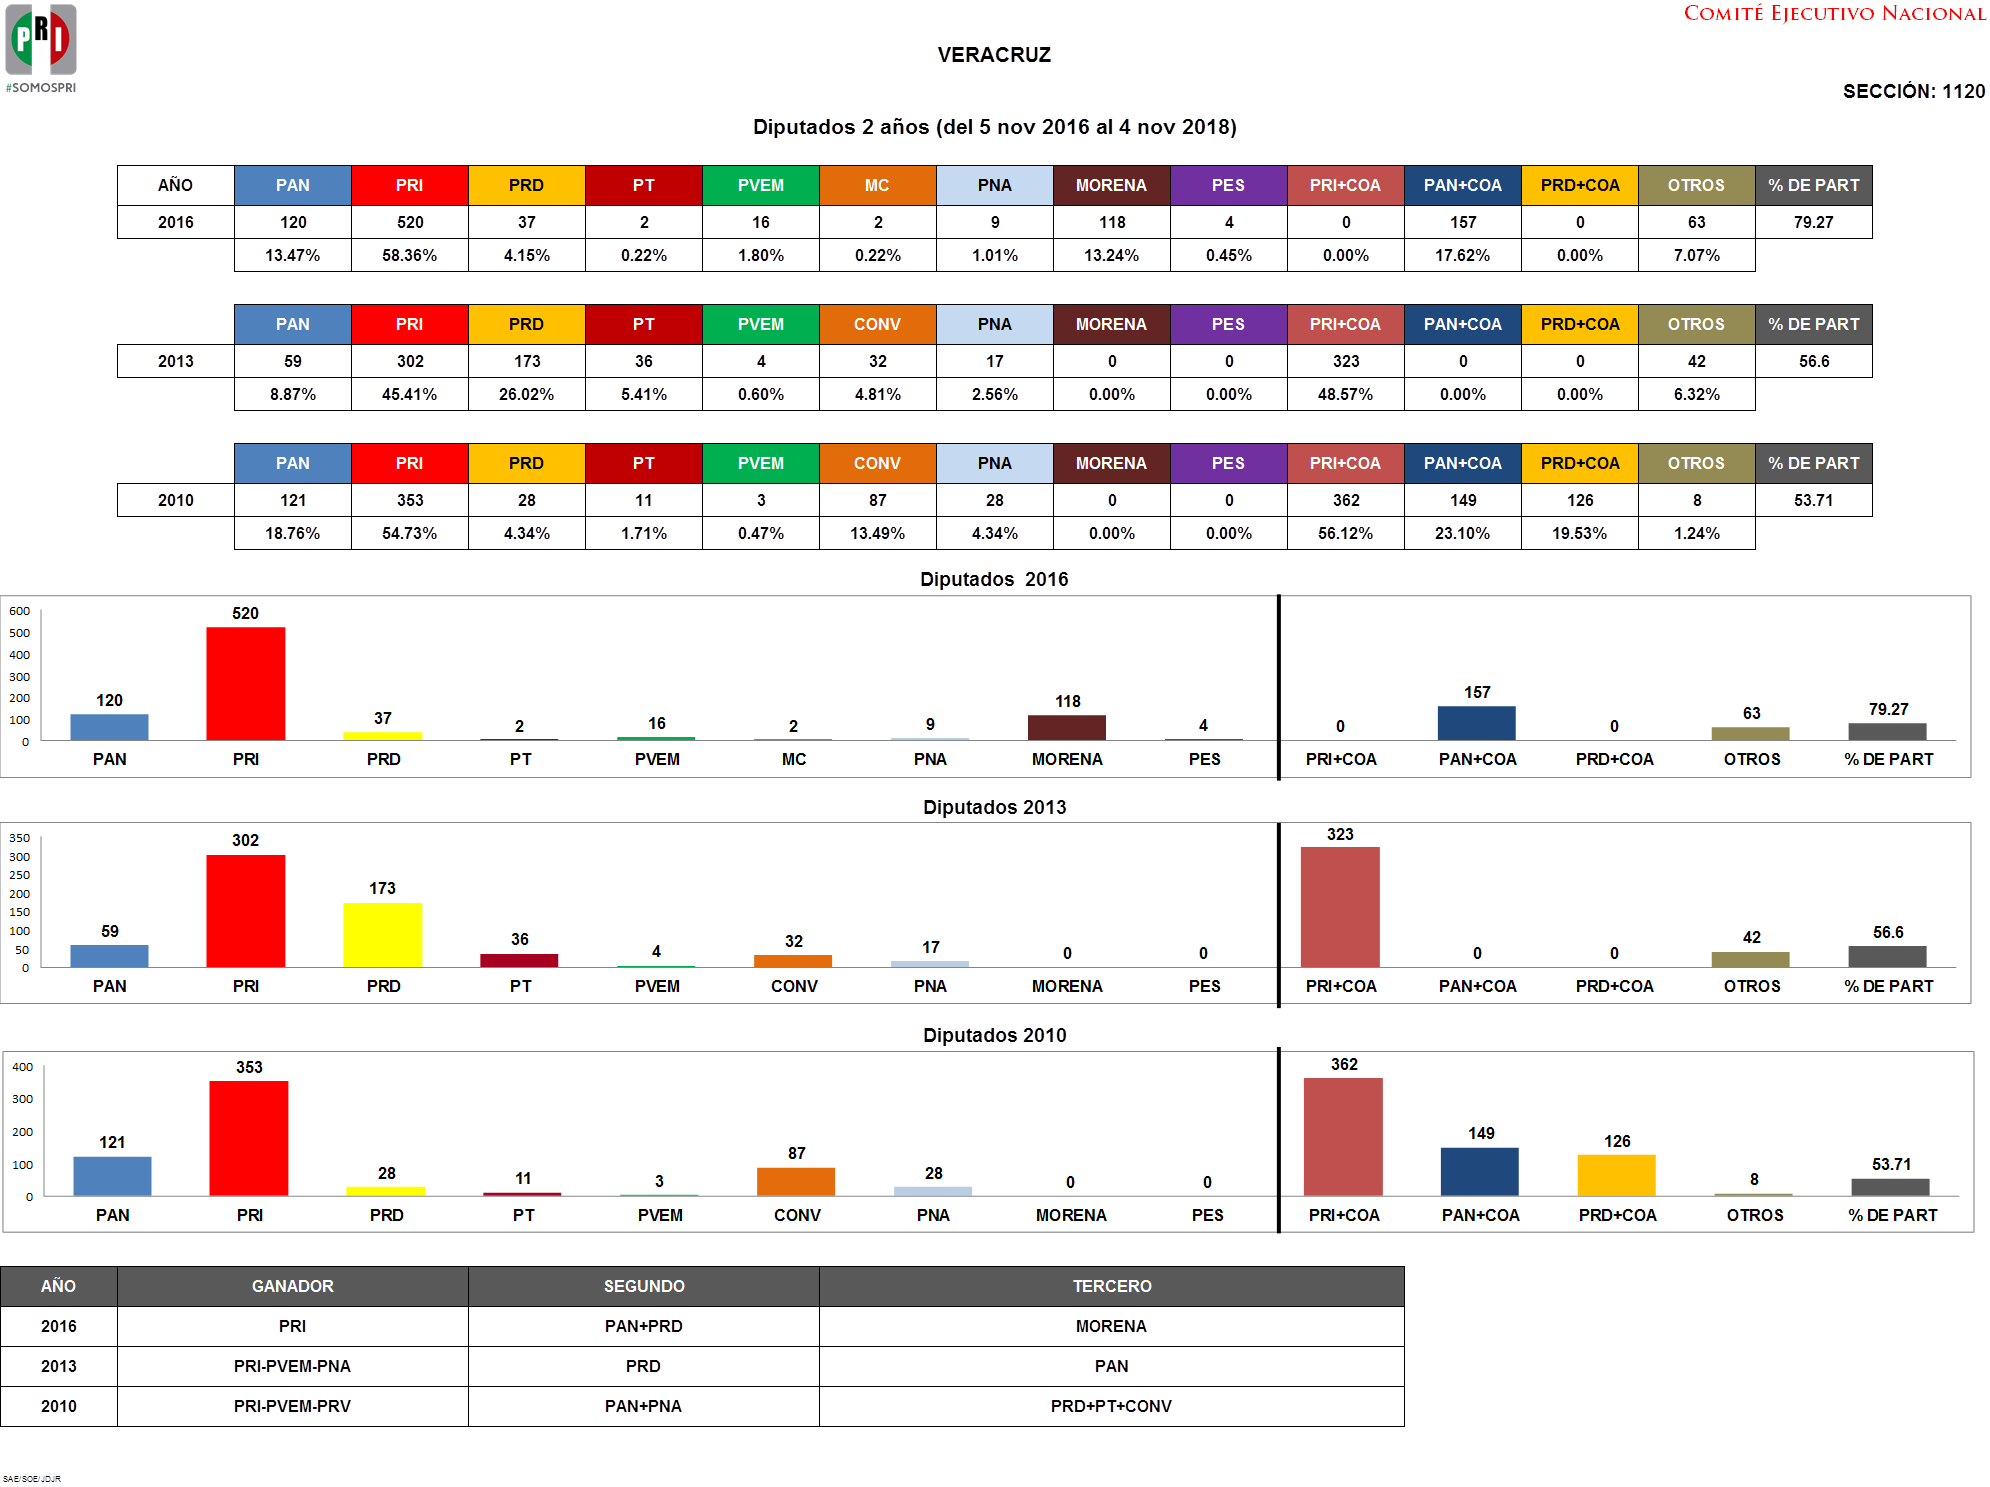 PRI
#SOMOSPRI
COMITÉ EJECUTIVO NACIONAL
VERACRUZ
SECCIÓN: 1120
Diputados 2 años (del 5 nov 2016 al 4 nov 2018)
AÑO PAN PRI PRD PT PVEM MC PNA MORENA PES PRI+COA PAN+COA PRD+COA OTROS % DE PART
2016 120 520 37 2 16 2 9 118 4 0 157 0 63 79.27
13.47% 58.36% 4.15% 0.22% 1.80% 0.22% 1.01% 13.24% 0.45% 0.00% 17.62% 0.00% 7.07%
PAN PRI PRD PT PVEM CONV PNA MORENA PES PRI+COA PAN+COA PRD+COA OTROS % DE PART
2013 59 302 173 36 4 32 17 0 0 323 0 0 42 56.6
8.87% 45.41% 26.02% 5.41% 0.60% 4.81% 2.56% 0.00% 0.00% 48.57% 0.00% 0.00% 6.32%
PAN PRI PRD PT PVEM CONV PNA MORENA PES PRI+COA PAN+COA PRD+COA OTROS % DE PART
2010 121 353 28 11 3 87 28 0 0 362 149 126 8 53.71
18.76% 54.73% 4.34% 1.71% 0.47% 13.49% 4.34% 0.00% 0.00% 56.12% 23.10% 19.53% 1.24%
Diputados 2016
600
500
400
300
200
100
0
120 520 37 2 16 2 9 118 4 0 157 0 63 79.27
PAN PRI PRD PT PVEM MC PNA MORENA PES PRI+COA PAN+COA PRD+COA OTROS % DE PART
Diputados 2013
350
300
250
200
150
100
50
0
59 302 173 36 4 32 17 0 0 323 0 0 42 56.6
PAN PRI PRD PT PVEM CONV PNA MORENA PES PRI+COA PAN+COA PRD+COA OTROS % DE PART
Diputados 2010
400
300
200
100
0
121 353 28 11 3 87 28 0 0 362 149 126 8 53.71
PAN PRI PRD PT PVEM CONV PNA MORENA PES PRI+COA PAN+COA PRD+COA OTROS % DE PART
AÑO GANADOR SEGUNDO TERCERO
2016 PRI PAN+PRD MORENA
2013 PRI-PVEM-PNA PRD PAN
2010 PRI-PVEM-PRV PAN+PNA PRD+PT+CONV
SAE/SOE/JDJR